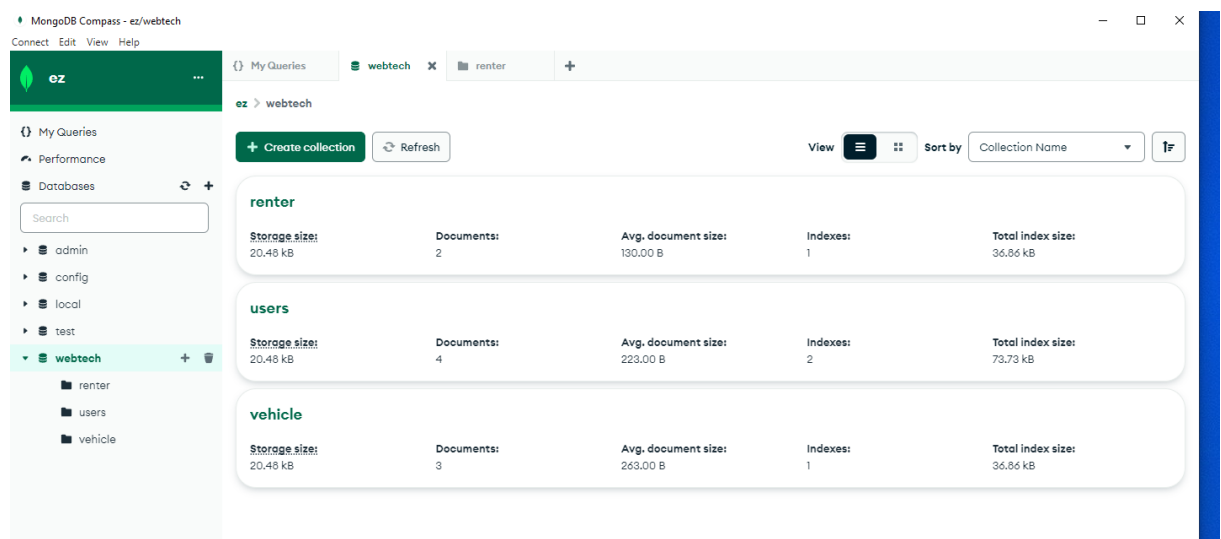 MongoDB Compass - ez/webtech
Connect Edit View Help
ez
{} My Queries
Performance
Databases
Search
admin
config
local
test
webtech
renter
users
vehicle
{} My Queries webtech renter
ez > webtech
Create collection Refresh View Sort by Collection Name
renter
Storage size: Documents: Avg. document size: Indexes: Total index size:
20.48 kB 2 130.00 B 1 36.86 kB
users
Storage size: Documents: Avg. document size: Indexes: Total index size:
20.48 kB 4 223.00 B 2 73.73 kB
vehicle
Storage size: Documents: Avg. document size: Indexes: Total index size:
20.48 kB 3 263.00 B 1 36.86 kB